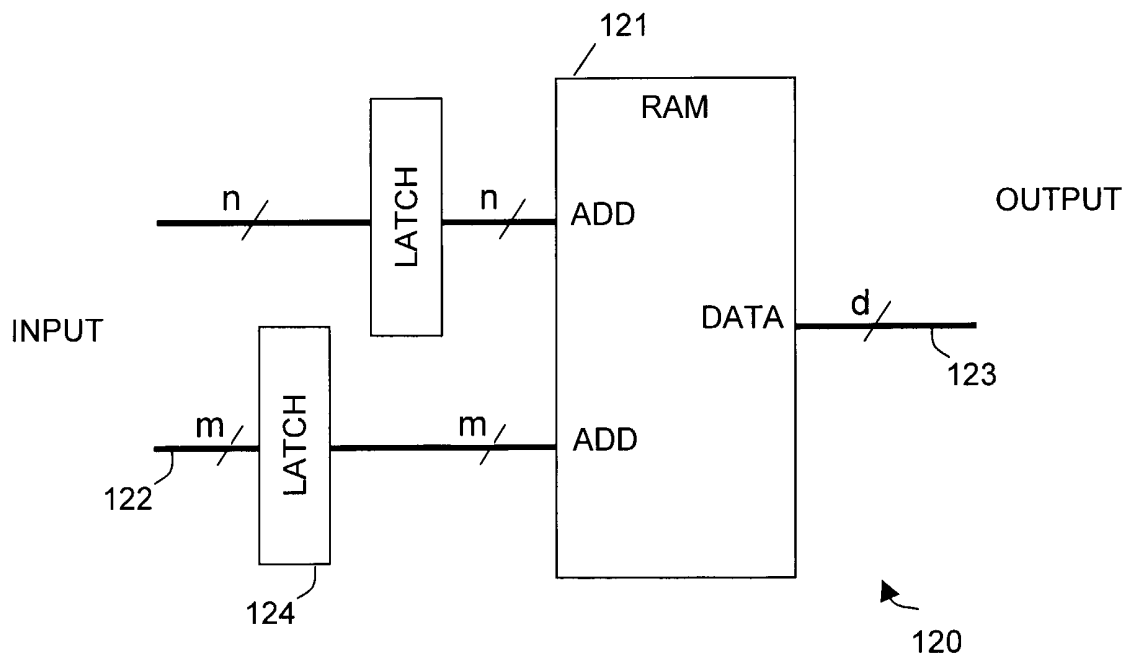 121
RAM
n
LATCH
n
ADD
OUTPUT
INPUT
DATA
d
123
m
LATCH
m
ADD
122
124
120